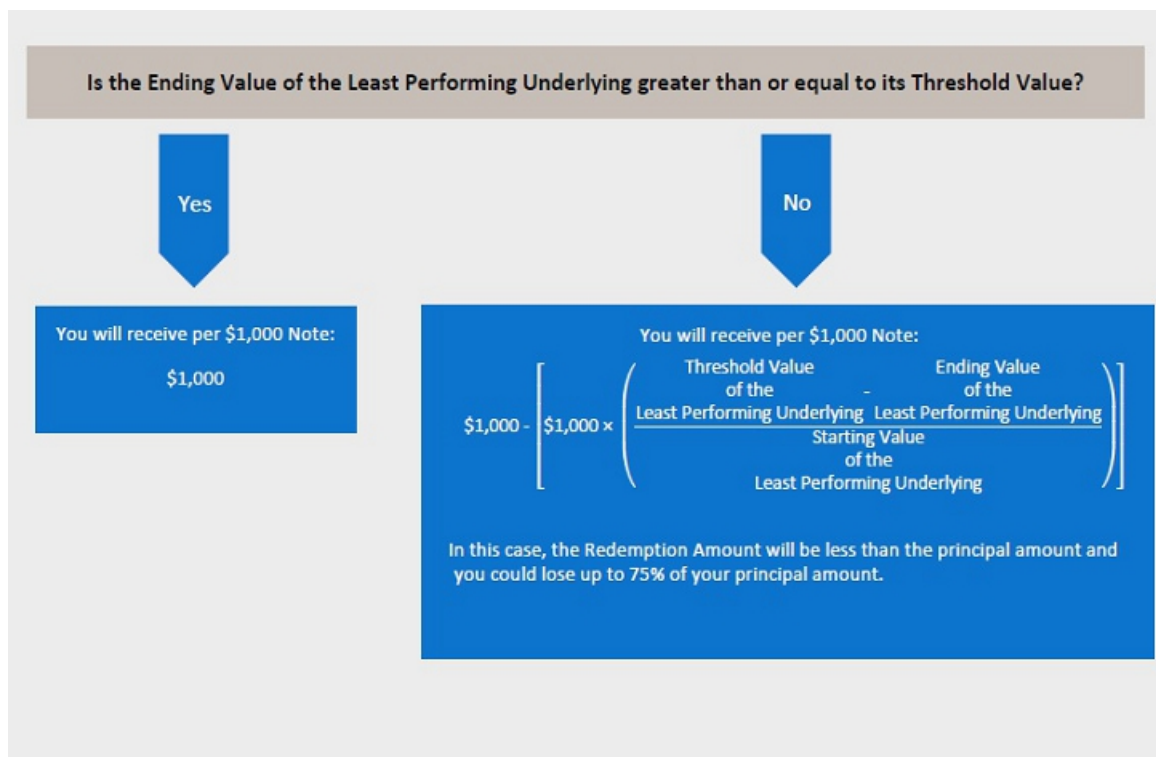 Is the Ending Value of the Least Performing Underlying greater than or equal to its Threshold Value?
Yes
No
You will receive per $1,000 Note:
$1,000
You will receive per $1,000 Note:
Threshold Value Ending Value
of the - of the
$1,000 - [$1,000 × (Least Performing Underlying Least Performing Underlying)]
Starting Value
of the
Least Performing Underlying
In this case, the Redemption Amount will be less than the principal amount and
you could lose up to 75% of your principal amount.